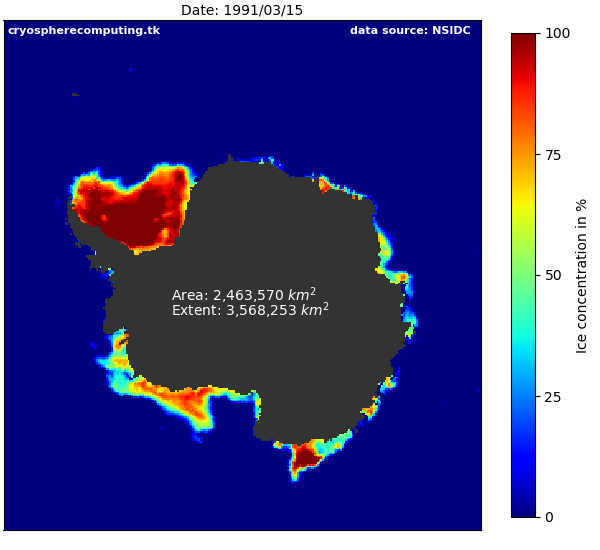 Date: 1991/03/15
cryospherecomputing.tk data source: NSIDC
100
75
50
25
0
Ice concentration in %
Area: 2,463,570 km²
Extent: 3,568,253 km²